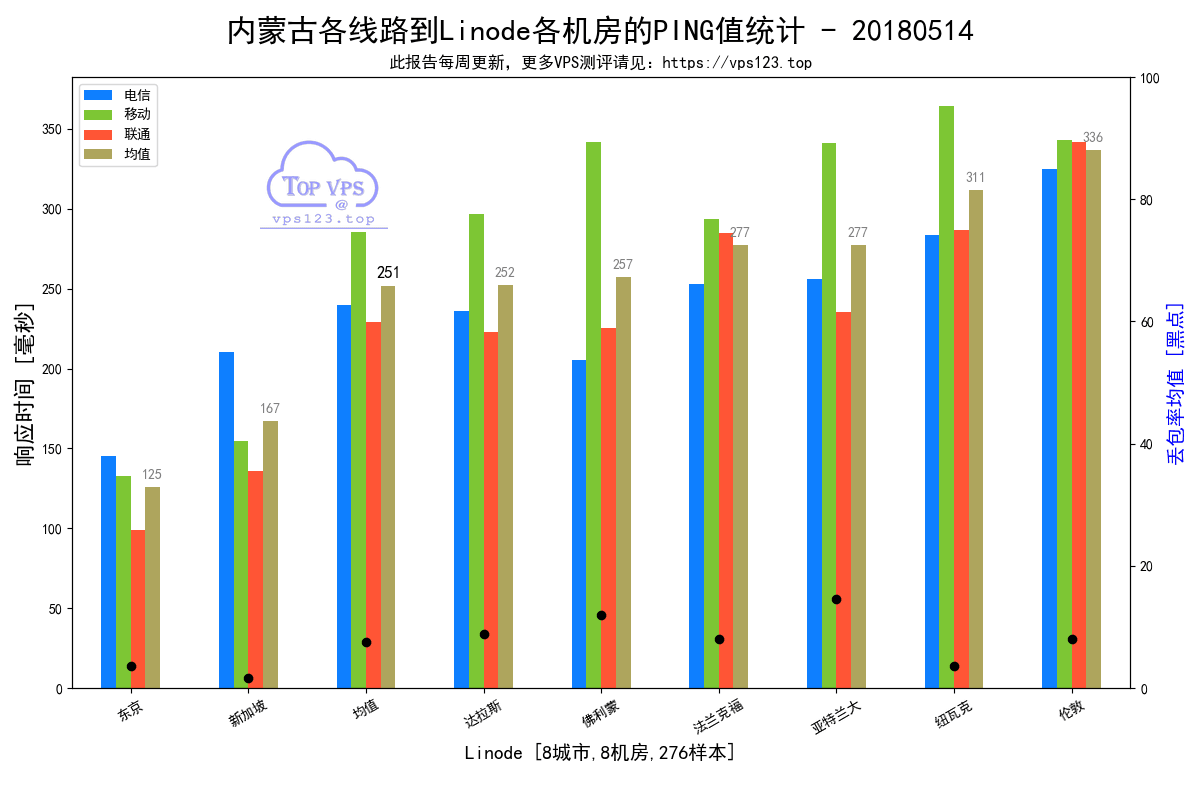 内蒙古各线路到Linode各机房的PING值统计 - 20180514
此报告每周更新，更多VPS测评请见：https://vps123.top
电信
移动
联通
均值
TOP VPS
@
vps123.top
350
300
250
200
150
100
50
0
响应时间 [毫秒]
125
167
251
252
257
277
277
311
336
100
80
60
40
20
0
丢包率均值 [黑点]
东京
新加坡
均值
达拉斯
佛利蒙
法兰克福
亚特兰大
纽瓦克
伦敦
Linode [8城市,8机房,276样本]